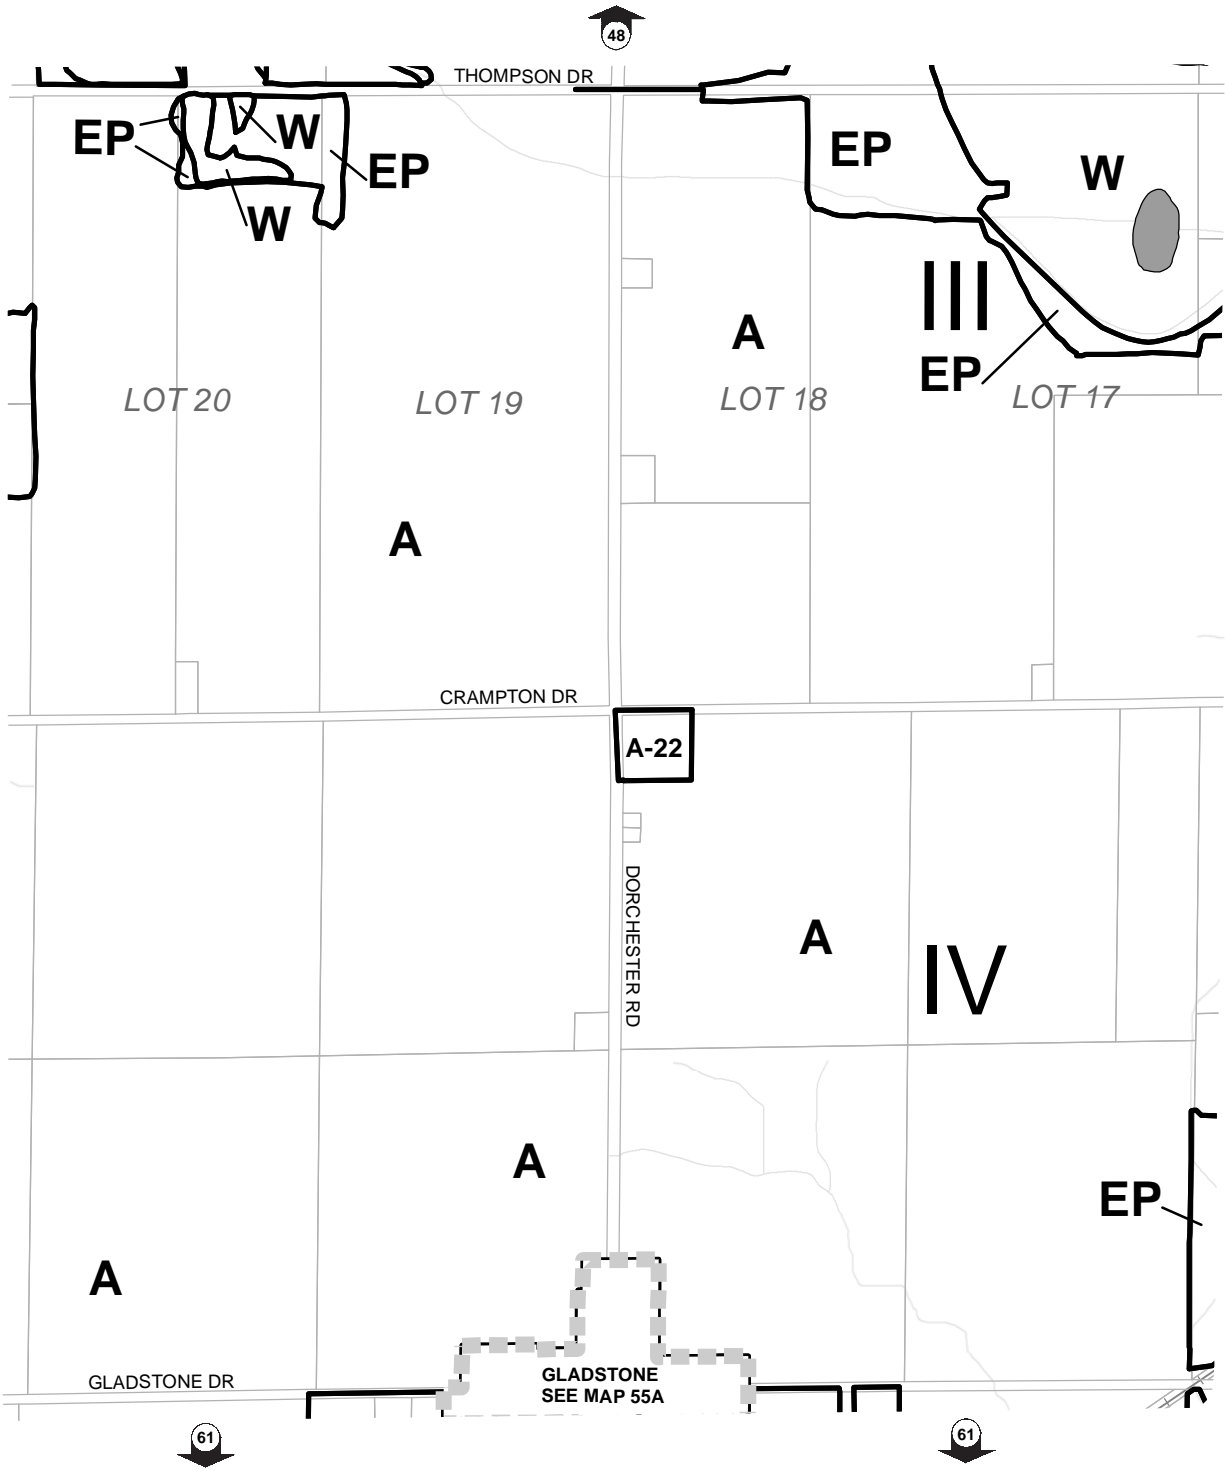 48
THOMPSON DR
EP
W
EP
W
EP
W
III
A
EP
LOT 20
LOT 19
LOT 18
LOT 17
A
CRAMPTON DR
A-22
DORCHESTER RD
A
IV
A
EP
A
GLADSTONE
SEE MAP 55A
GLADSTONE DR
61
61